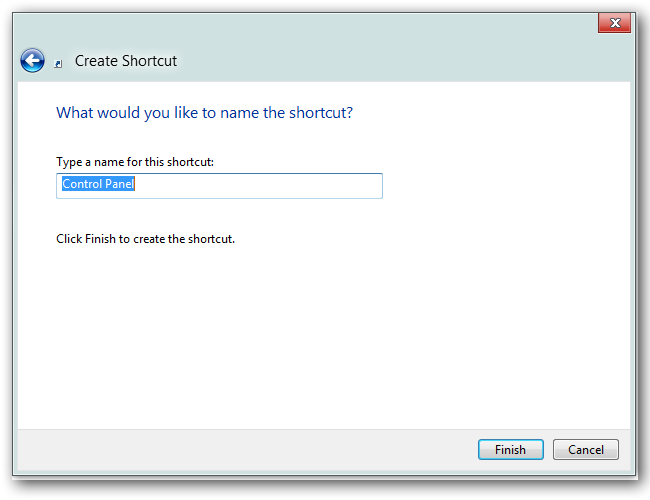 Create Shortcut
What would you like to name the shortcut?
Type a name for this shortcut:
Control Panel
Click Finish to create the shortcut.
Finish
Cancel